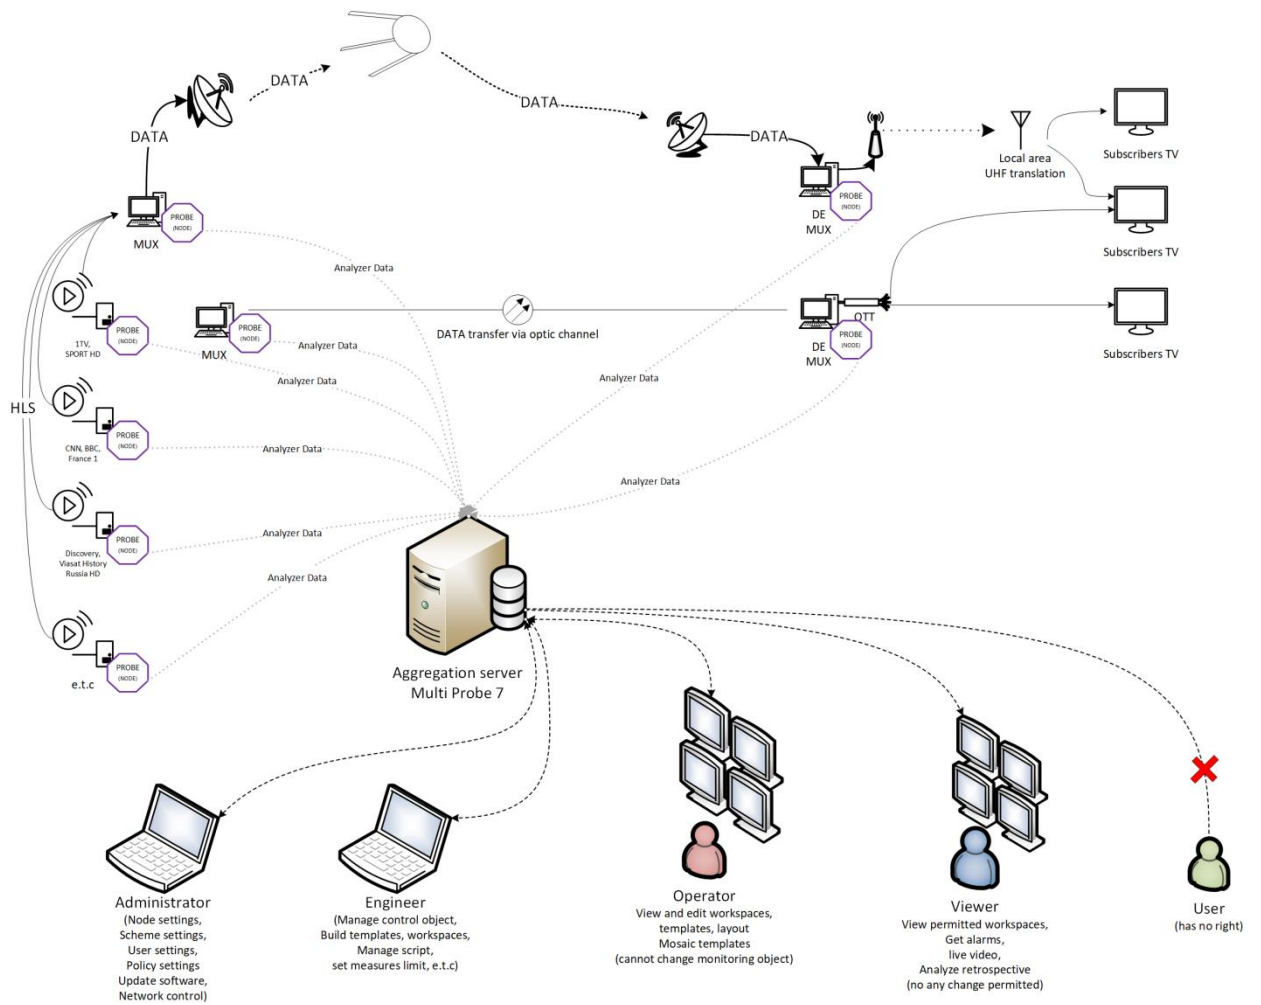 DATA
DATA
DATA
DATA
Local area
UHF translation
Subscribers TV
PROBE
(NODE)
MUX
PROBE
(NODE)
DE
MUX
Subscribers TV
Analyzer Data
PROBE
(NODE)
1TV,
SPORT HD
PROBE
(NODE)
MUX
DATA transfer via optic channel
OTT
PROBE
(NODE)
DE
MUX
Subscribers TV
Analyzer Data
Analyzer Data
Analyzer Data
HLS
PROBE
(NODE)
CNN, BBC,
France 1
Analyzer Data
Analyzer Data
PROBE
(NODE)
Discovery,
Viasat History
Russia HD
Analyzer Data
Analyzer Data
PROBE
(NODE)
e.t.c
Aggregation server
Multi Probe 7
Administrator
(Node settings,
Scheme settings,
User settings,
Policy settings
Update software,
Network control)
Engineer
(Manage control object,
Build templates, workspaces,
Manage script,
set measures limit, e.t.c)
Operator
View and edit workspaces,
templates, layout
Mosaic templates
(cannot change monitoring object)
Viewer
View permitted workspaces,
Get alarms,
live video,
Analyze retrospective
(no any change permitted)
User
(has no right)